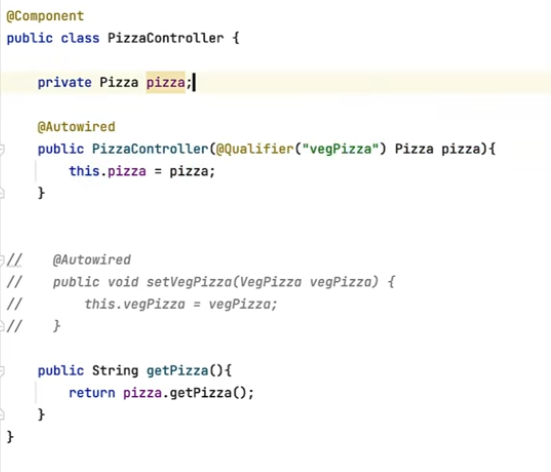 @Component
public class PizzaController {
private Pizza pizza;
@Autowired
public PizzaController(@Qualifier("vegPizza") Pizza pizza){
this.pizza = pizza;
}
//    @Autowired
//    public void setVegPizza(VegPizza vegPizza) {
//        this.vegPizza = vegPizza;
//    }
public String getPizza(){
return pizza.getPizza();
}
}